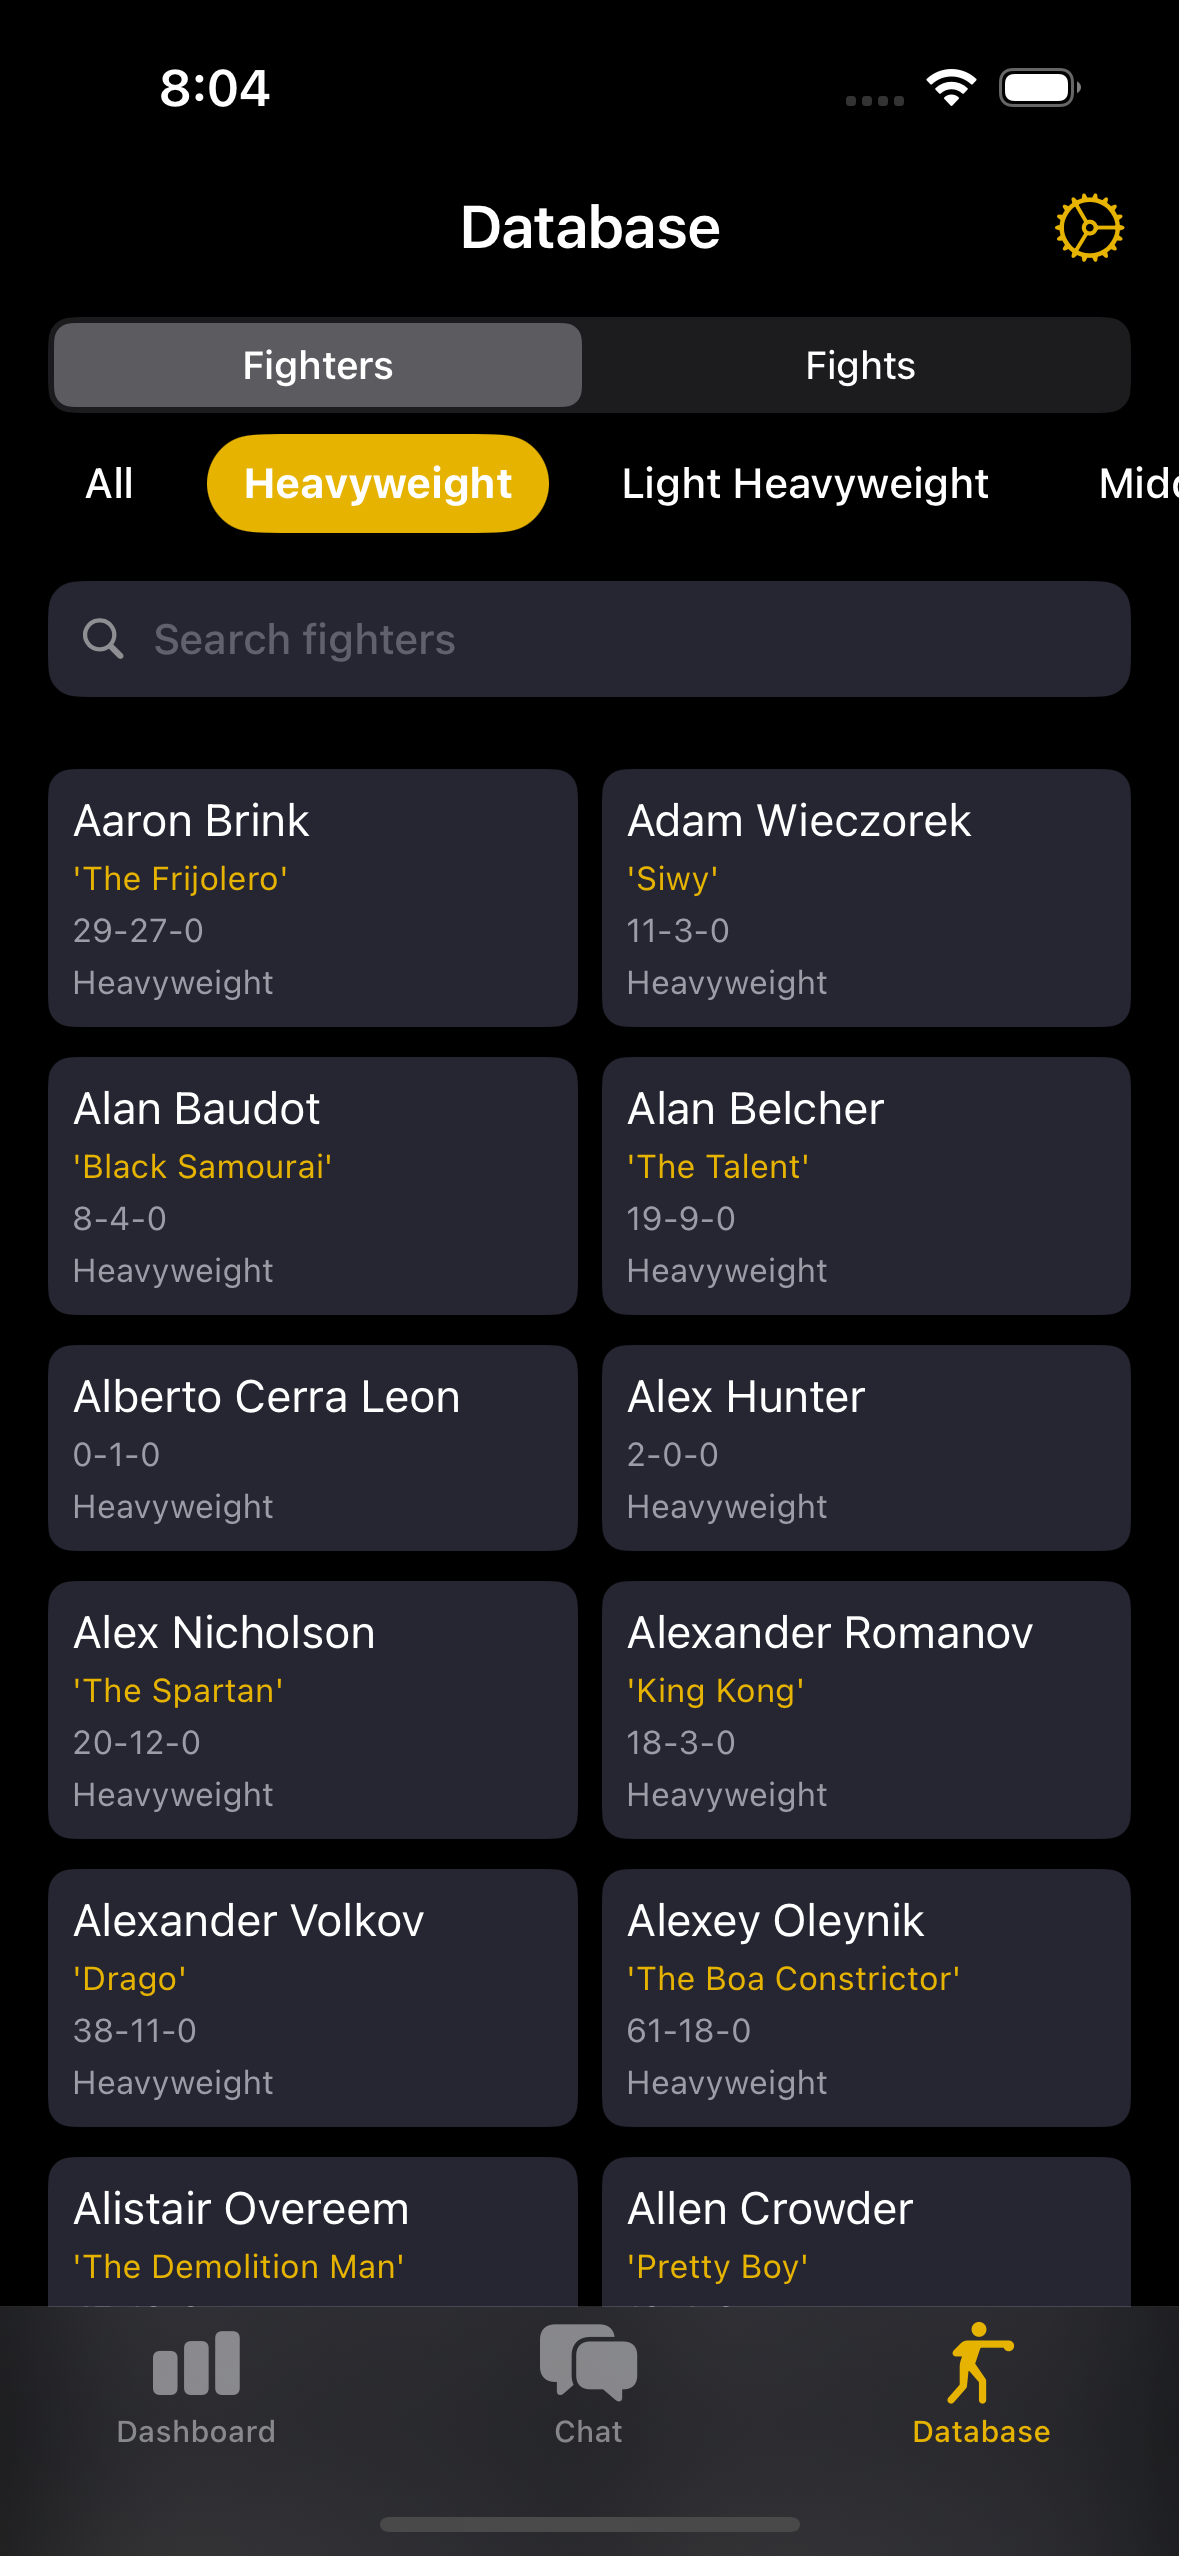 8:04
Database
Fighters
Fights
All
Heavyweight
Light Heavyweight
Aaron Brink
'The Frijolero'
29-27-0
Heavyweight
Adam Wieczorek
'Siwy'
11-3-0
Heavyweight
Alan Baudot
'Black Samourai'
8-4-0
Heavyweight
Alan Belcher
'The Talent'
19-9-0
Heavyweight
Alberto Cerra Leon
0-1-0
Heavyweight
Alex Hunter
2-0-0
Heavyweight
Alex Nicholson
'The Spartan'
20-12-0
Heavyweight
Alexander Romanov
'King Kong'
18-3-0
Heavyweight
Alexander Volkov
'Drago'
38-11-0
Heavyweight
Alexey Oleynik
'The Boa Constrictor'
61-18-0
Heavyweight
Alistair Overeem
'The Demolition Man'
Allen Crowder
'Pretty Boy'
Dashboard
Chat
Database
Search fighters